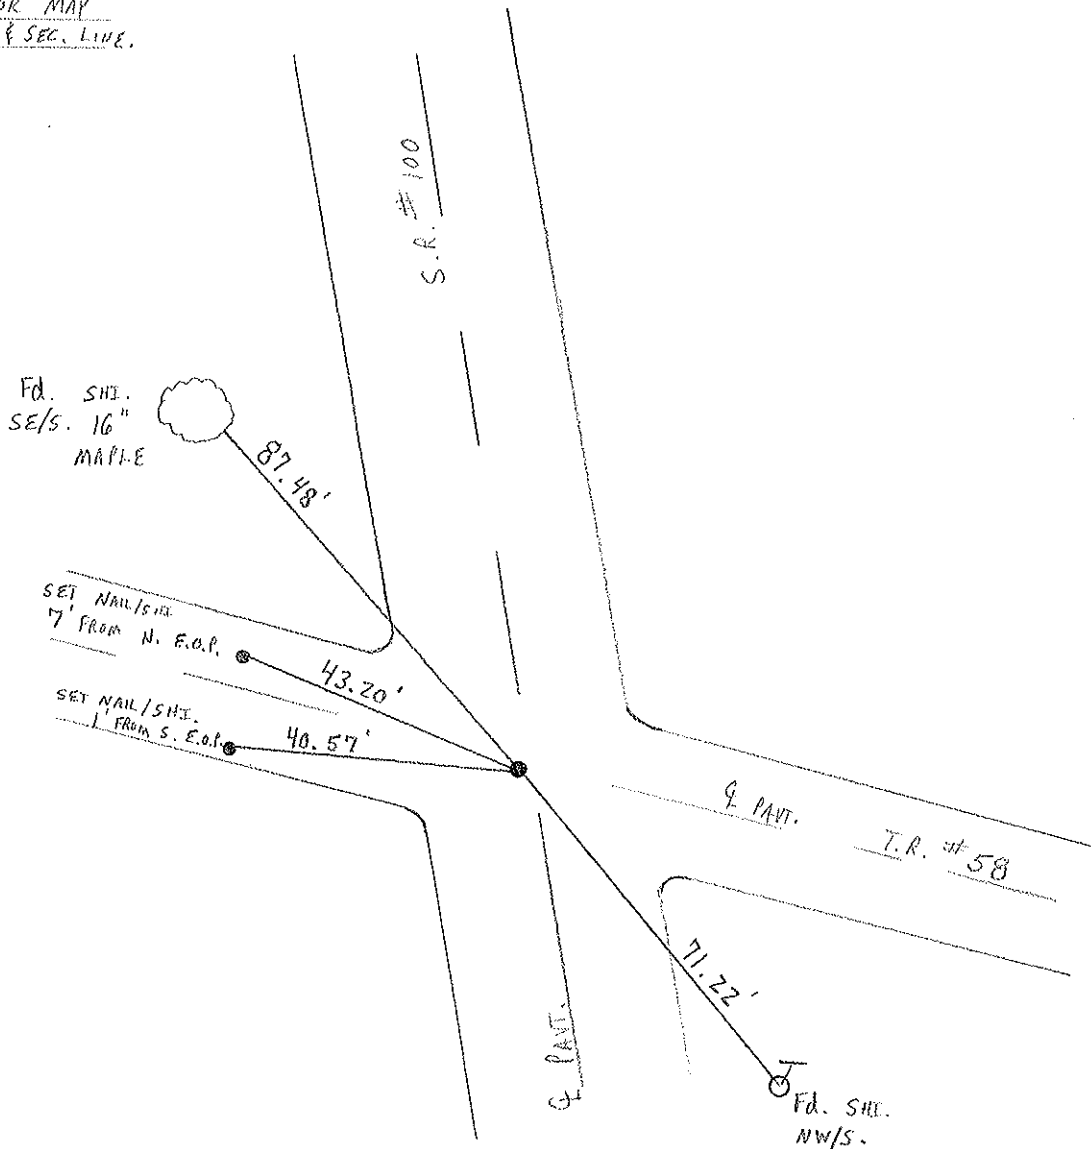 OR MAP
& SEC. LINE.
S.R. # 100
Fd. SHI.
SE/S. 16"
MAPLE
87.48'
SET NAIL/SHI.
7' FROM N. E.O.P.
43.20'
SET NAIL/SHI.
1' FROM S. E.O.P.
40.57'
℄ PAVT.
T.R. # 58
71.22'
℄ PAVT.
Fd. SHI.
NW/S.